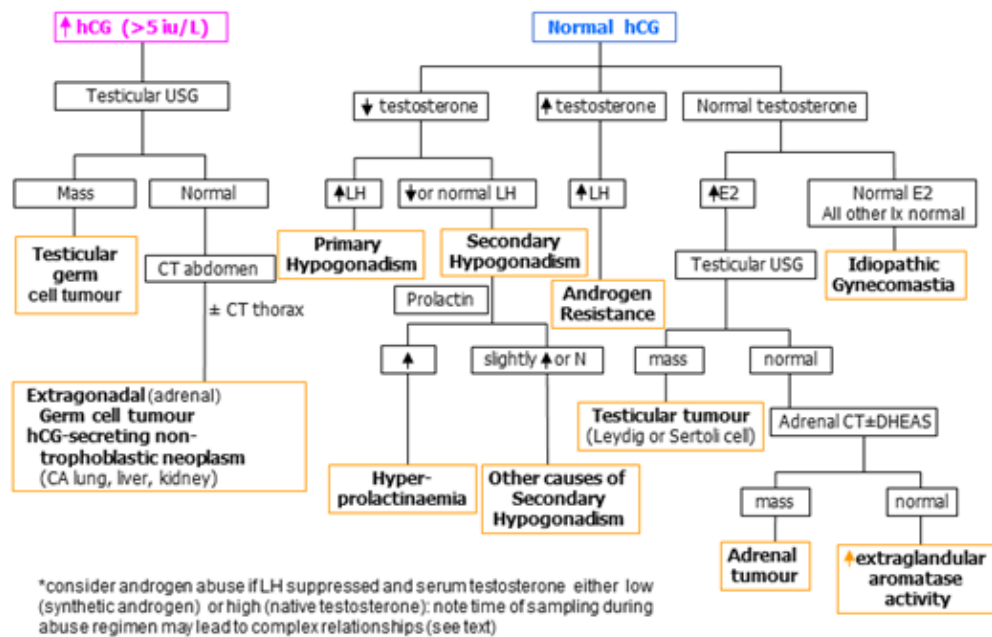 ↑ hCG (>5 iu/L)
Normal hCG
Testicular USG
↓ testosterone
↑ testosterone
Normal testosterone
Mass
Normal
↑LH
↓or normal LH
↑LH
↑E2
Normal E2
All other Ix normal
Testicular
germ
cell tumour
CT abdomen
± CT thorax
Primary
Hypogonadism
Secondary
Hypogonadism
Testicular USG
Idiopathic
Gynecomastia
Prolactin
Androgen
Resistance
↑
slightly ↑ or N
mass
normal
Extragonadal (adrenal)
Germ cell tumour
hCG-secreting non-
trophoblastic neoplasm
(CA lung, liver, kidney)
Testicular tumour
(Leydig or Sertoli cell)
Adrenal CT±DHEAS
Hyper-
prolactinaemia
Other causes of
Secondary
Hypogonadism
mass
normal
Adrenal
tumour
↑extraglandular
aromatase
activity
*consider androgen abuse if LH suppressed and serum testosterone either low
(synthetic androgen) or high (native testosterone): note time of sampling during
abuse regimen may lead to complex relationships (see text)